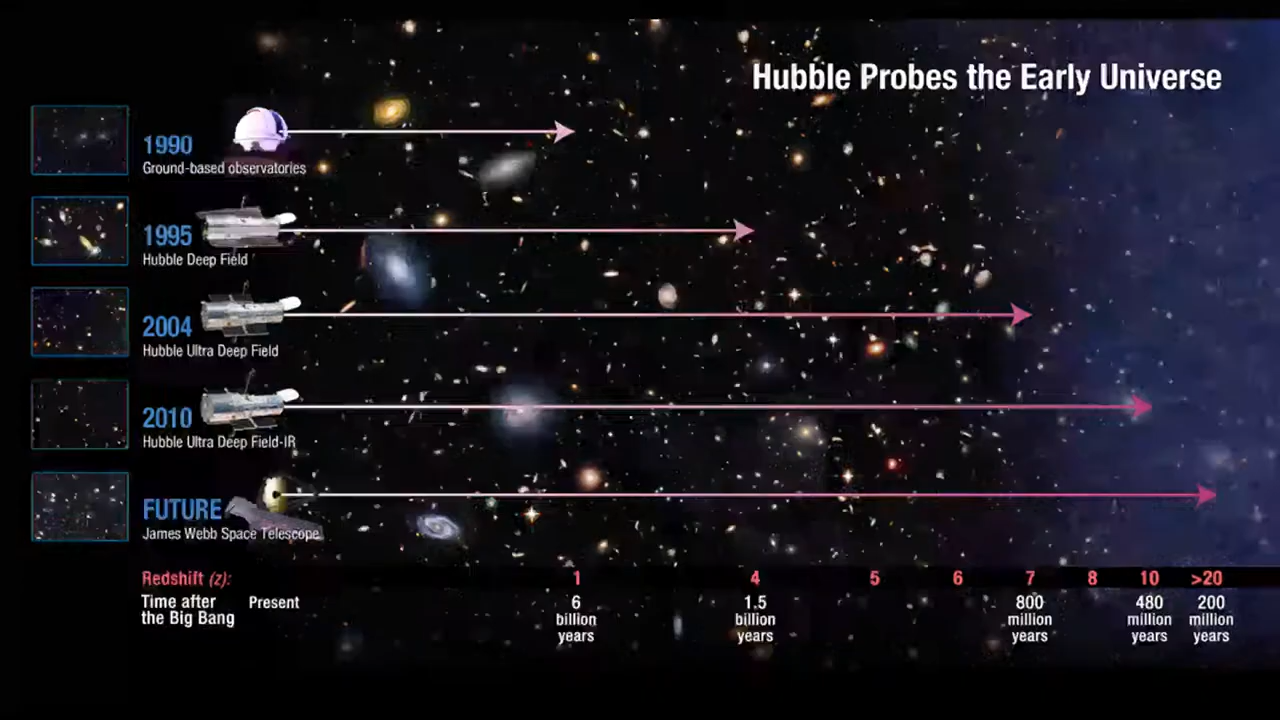 Hubble Probes the Early Universe
1990
Ground-based observatories
1995
Hubble Deep Field
2004
Hubble Ultra Deep Field
2010
Hubble Ultra Deep Field-IR
FUTURE
James Webb Space Telescope
Redshift (z): 1 4 5 6 7 8 10 >20
Time after Present 6 1.5 800 480 200
the Big Bang billion billion million million million
years years years years years